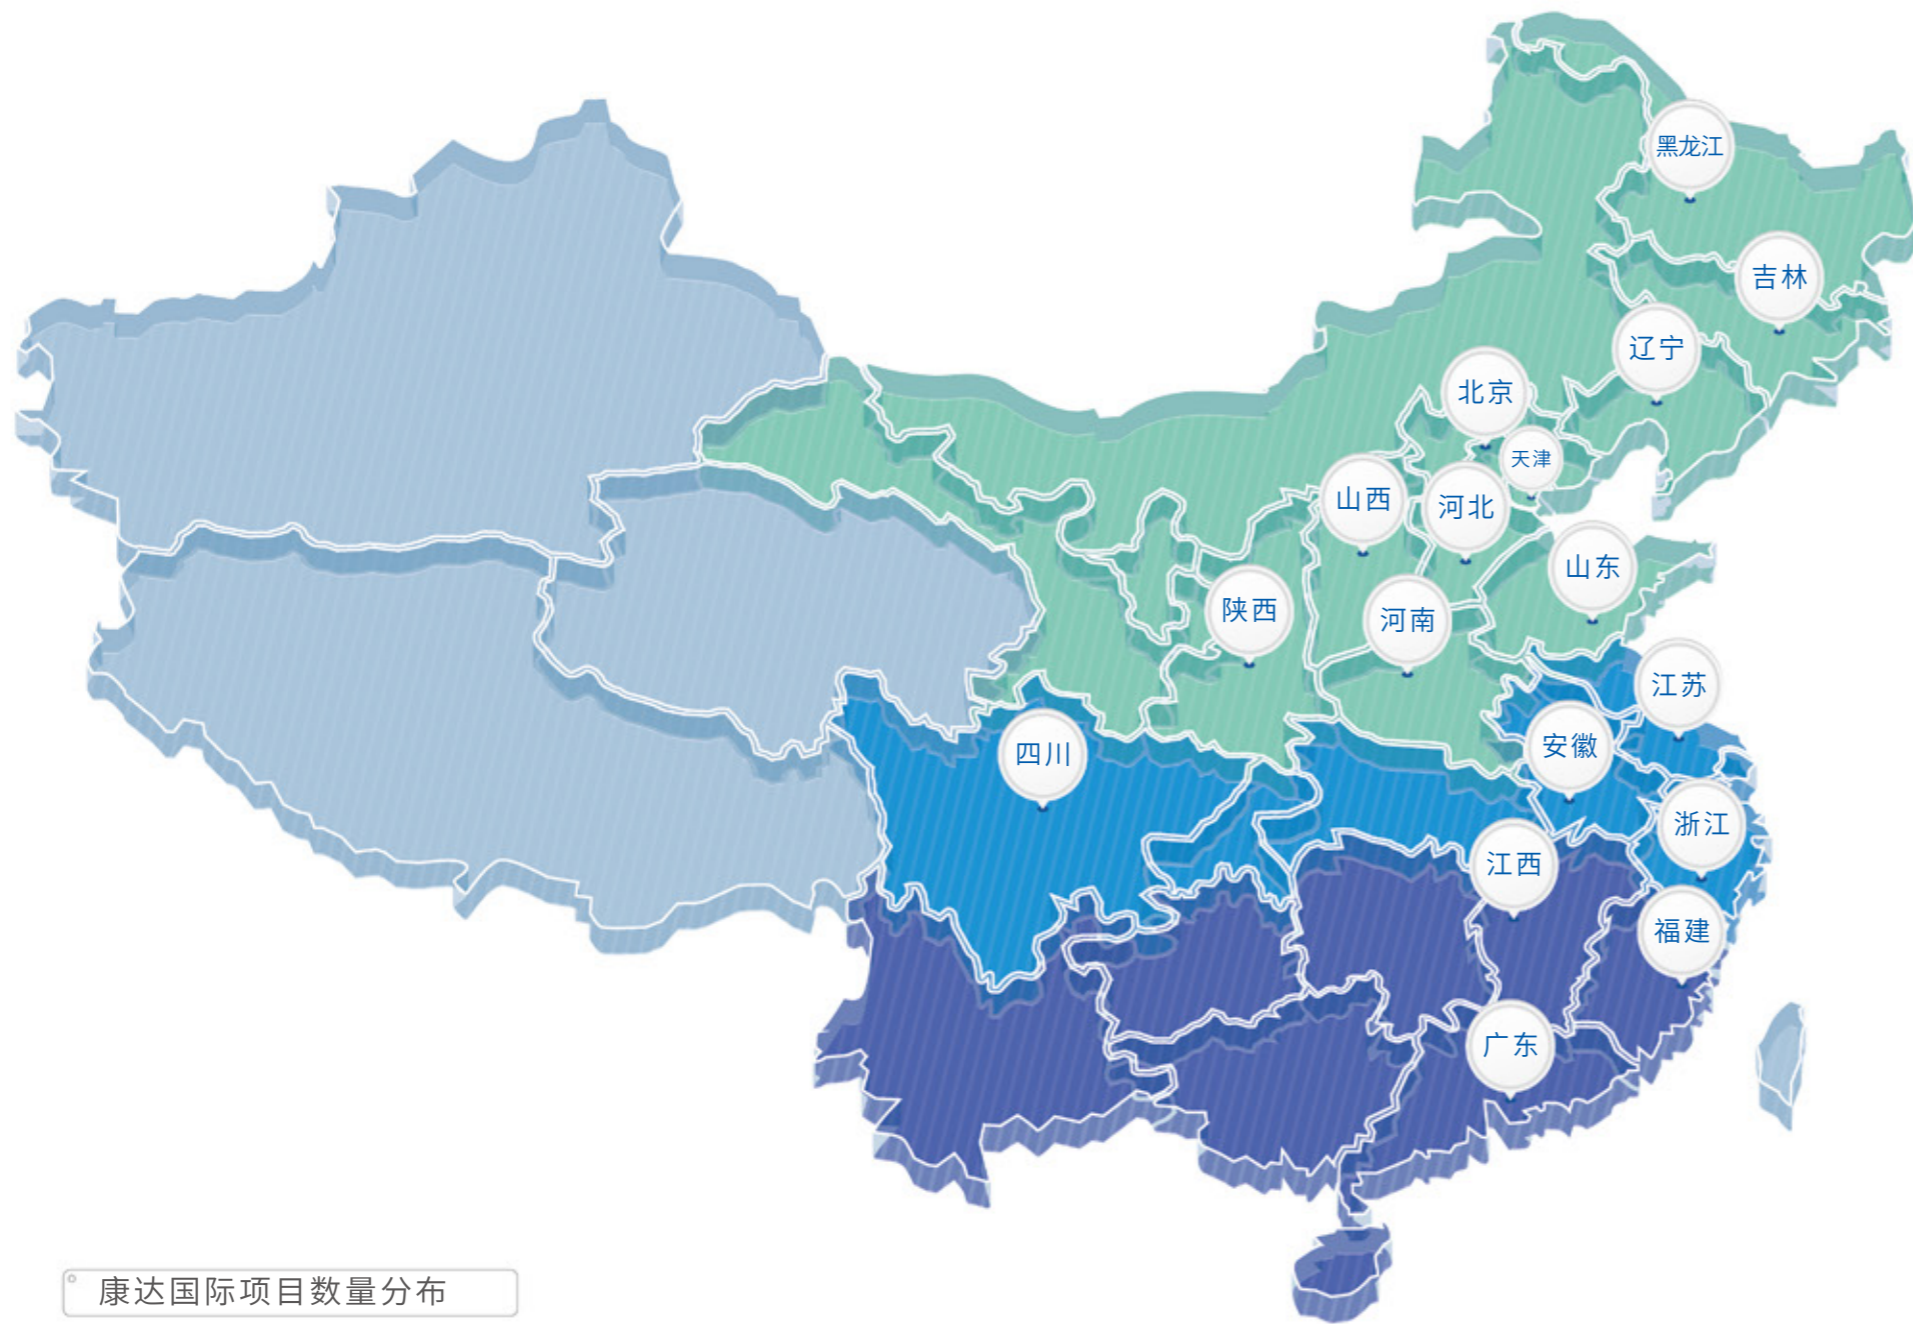 黑龙江
吉林
辽宁
北京
天津
山西
河北
山东
陕西
河南
江苏
四川
安徽
浙江
江西
福建
广东
康达国际项目数量分布